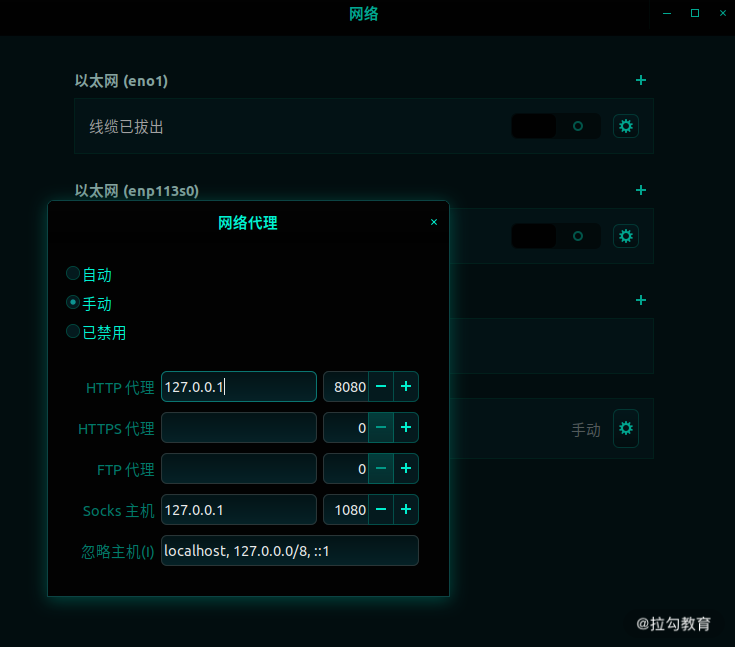 网络
以太网 (eno1)
线缆已拔出
以太网 (enp113s0)
网络代理
自动
手动
已禁用
HTTP 代理 127.0.0.1 8080
HTTPS 代理 0
FTP 代理 0
手动
Socks 主机 127.0.0.1 1080
忽略主机(I) localhost, 127.0.0.0/8, ::1
@拉勾教育